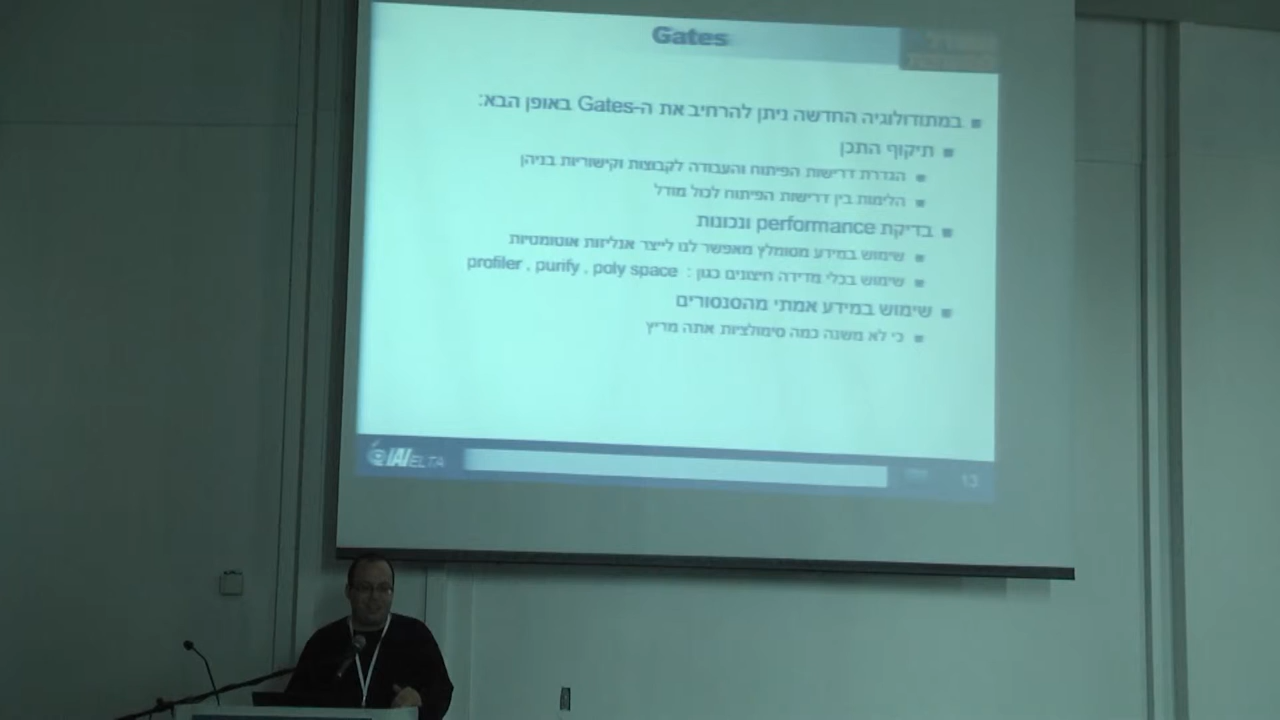 Gates
במתודולוגיה החדשה ניתן להרחיב את ה-Gates באופן הבא:
תיקוף התכן
הגדרת דרישות הפיתוח והעבודה לקבוצות וקישוריות בניהן
הלימות בין דרישות הפיתוח לכול מודל
בדיקת performance ונכונות
שימוש במידע מסומלץ מאפשר לנו לייצר אנליזות אוטומטיות
שימוש בכלי מדידה חיצונים כגון : profiler , purify , poly space
שימוש במידע אמתי מהסנסורים
כי לא משנה כמה סימולציות אתה מריץ
IAI ELTA
13